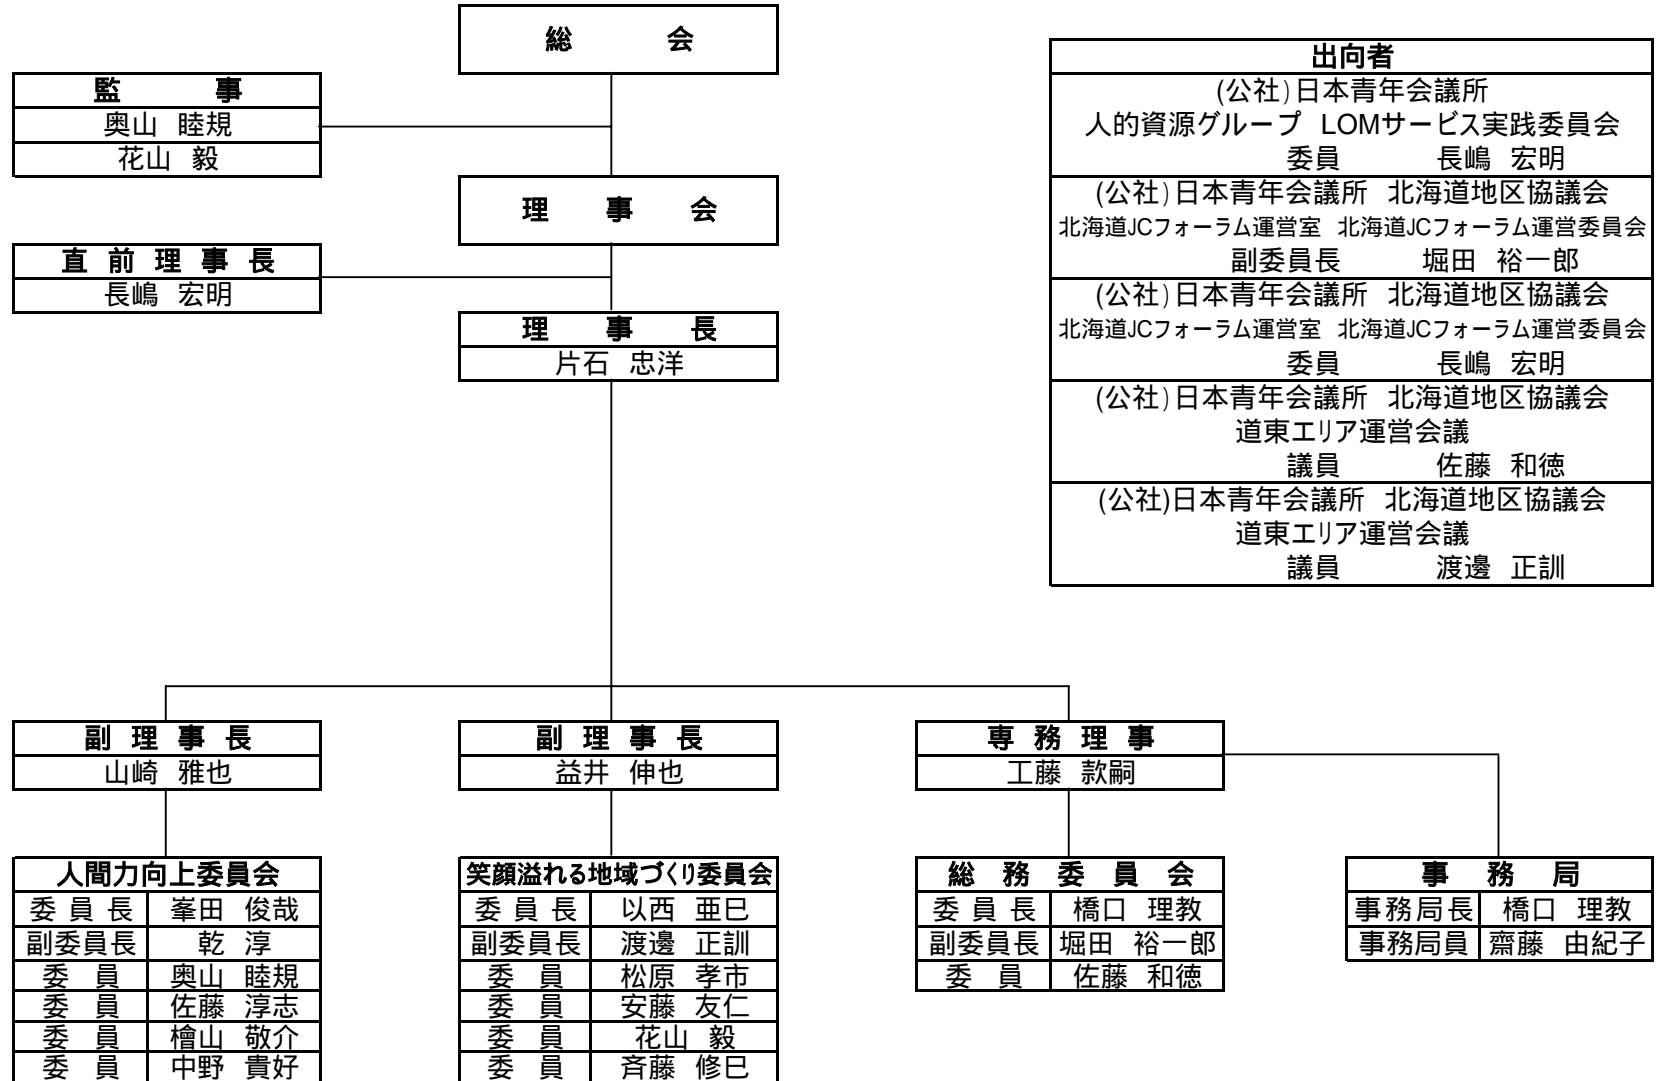 総 会
監 事
奥山 睦規
花山 毅
理 事 会
直 前 理 事 長
長嶋 宏明
理 事 長
片石 忠洋
出向者
(公社)日本青年会議所
人的資源グループ LOMサービス実践委員会
委員 長嶋 宏明
(公社)日本青年会議所 北海道地区協議会
北海道JCフォーラム運営室 北海道JCフォーラム運営委員会
副委員長 堀田 裕一郎
(公社)日本青年会議所 北海道地区協議会
北海道JCフォーラム運営室 北海道JCフォーラム運営委員会
委員 長嶋 宏明
(公社)日本青年会議所 北海道地区協議会
道東エリア運営会議
議員 佐藤 和徳
(公社)日本青年会議所 北海道地区協議会
道東エリア運営会議
議員 渡邊 正訓
副 理 事 長
山崎 雅也
副 理 事 長
益井 伸也
専 務 理 事
工藤 款嗣
人間力向上委員会
委 員 長 峯田 俊哉
副委員長 乾 淳
委 員 奥山 睦規
委 員 佐藤 淳志
委 員 檜山 敬介
委 員 中野 貴好
笑顔溢れる地域づくり委員会
委 員 長 以西 亜巳
副委員長 渡邊 正訓
委 員 松原 孝市
委 員 安藤 友仁
委 員 花山 毅
委 員 斉藤 修巳
総 務 委 員 会
委 員 長 橋口 理教
副委員長 堀田 裕一郎
委 員 佐藤 和徳
事 務 局
事務局長 橋口 理教
事務局員 齋藤 由紀子